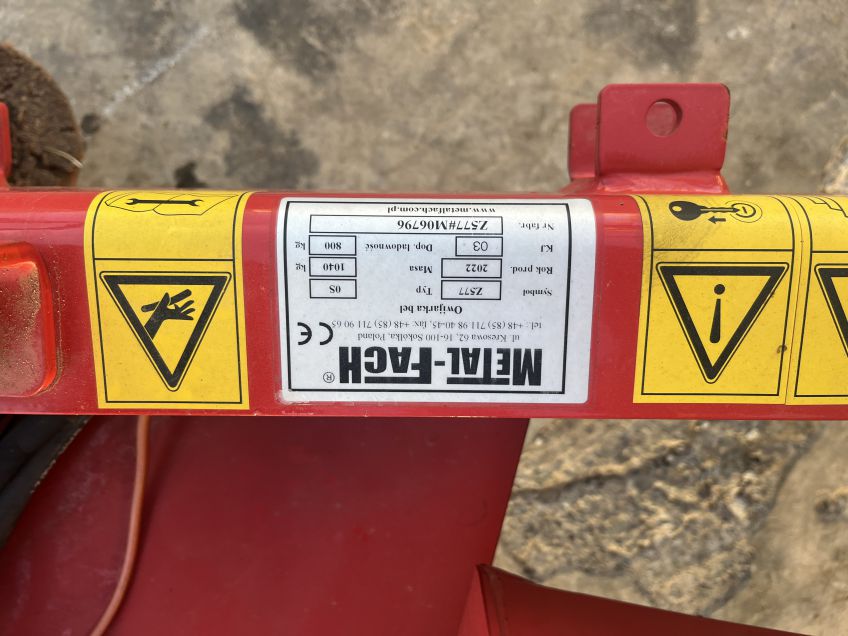 METAL-FACH ®
ul. Kresowa 62, 16-100 Sokółka, Poland
tel.: +48 (85) 711 98 40-45, fax. +48 (85) 711 90 65
CE
Owijarka bel
Symbol Z577 Typ 0S
Rok prod. 2022 Masa 1040 kg
KJ 03 Dop. ładowność 800 kg
Nr fabr. Z577#M06796
www.metalfach.com.pl